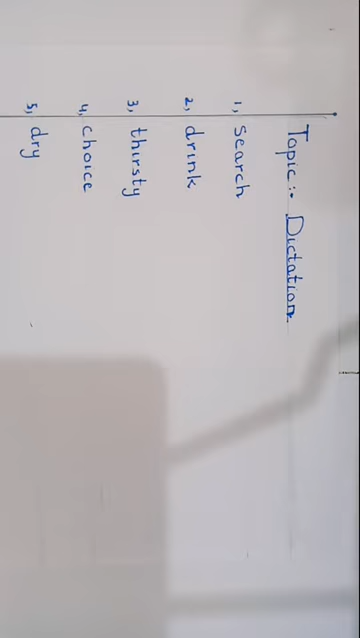 Topic :- Dictation
1, search
2, drink
3, thirsty
4, choice
5, dry